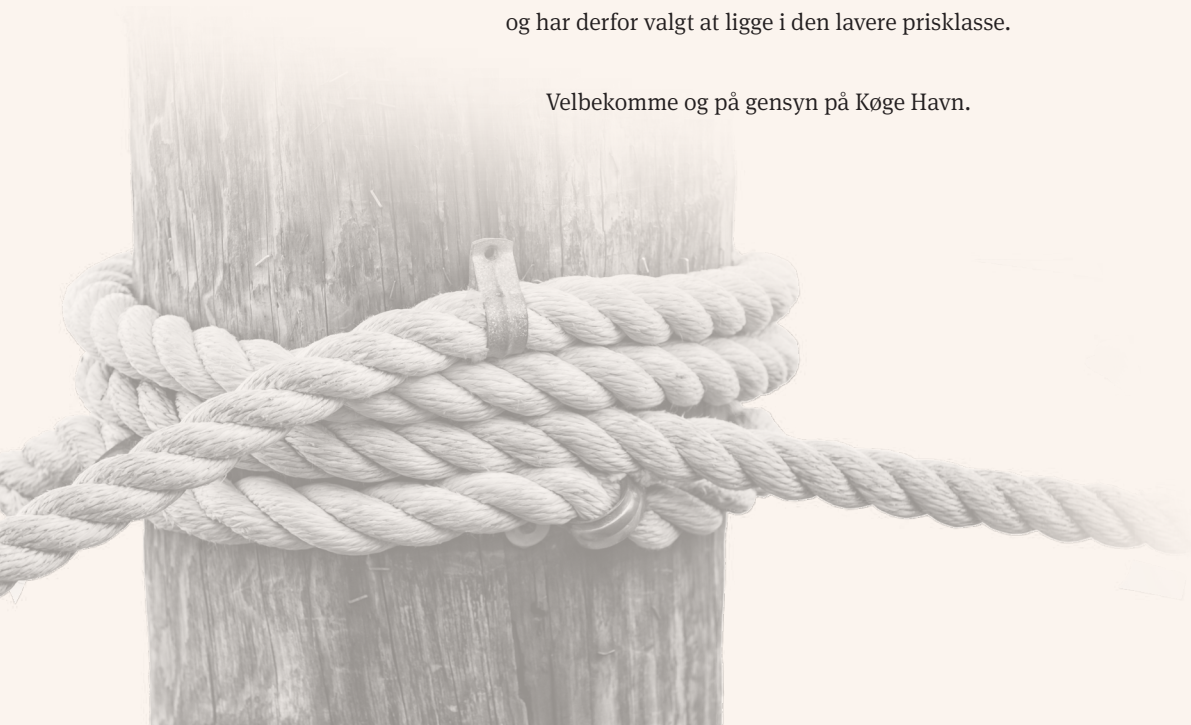 og har derfor valgt at ligge i den lavere prisklasse.
Velbekomme og på gensyn på Køge Havn.